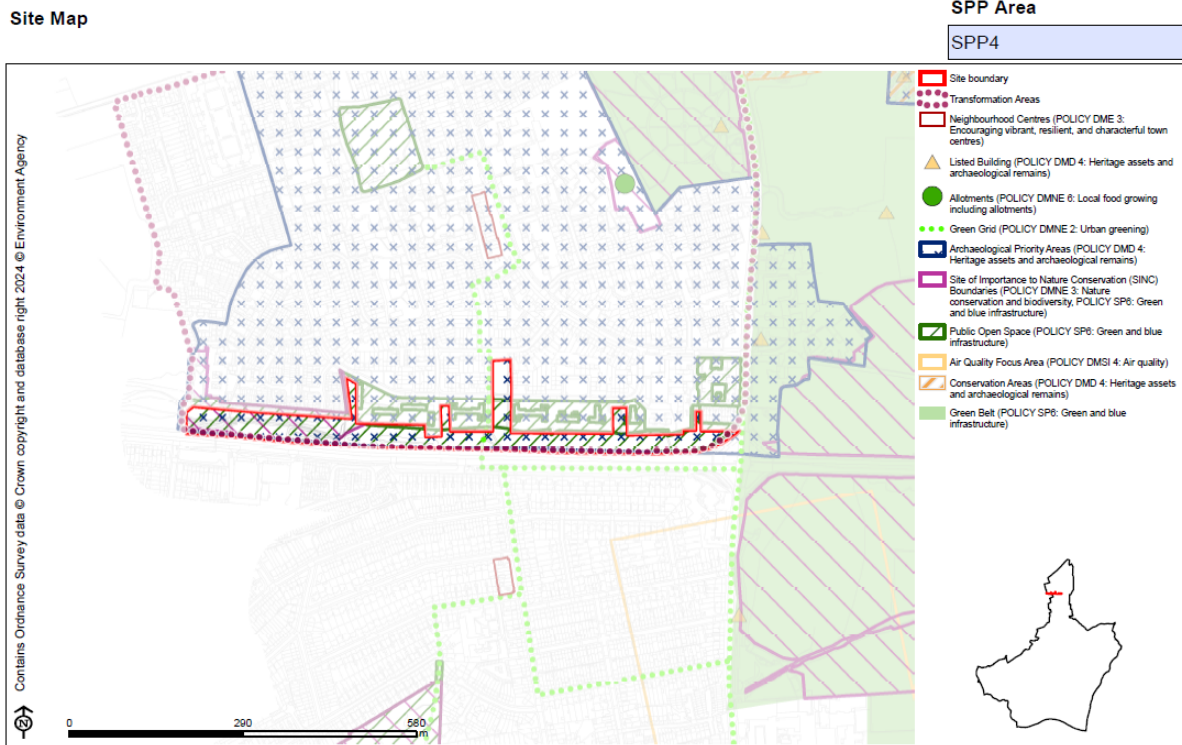 Site Map
SPP Area
SPP4
Contains Ordnance Survey data © Crown copyright and database right 2024 © Environment Agency
Site boundary
Transformation Areas
Neighbourhood Centres (POLICY DME 3:
Encouraging vibrant, resilient, and characterful town
centres)
Listed Building (POLICY DMD 4: Heritage assets and
archaeological remains)
Allotments (POLICY DMNE 6: Local food growing
including allotments)
Green Grid (POLICY DMNE 2: Urban greening)
Archaeological Priority Areas (POLICY DMD 4:
Heritage assets and archaeological remains)
Site of Importance to Nature Conservation (SINC)
Boundaries (POLICY DMNE 3: Nature
conservation and biodiversity, POLICY SP6: Green
and blue infrastructure)
Public Open Space (POLICY SP6: Green and blue
infrastructure)
Air Quality Focus Area (POLICY DMSI 4: Air quality)
Conservation Areas (POLICY DMD 4: Heritage assets
and archaeological remains)
Green Belt (POLICY SP6: Green and blue
infrastructure)
N
0 290 580
m